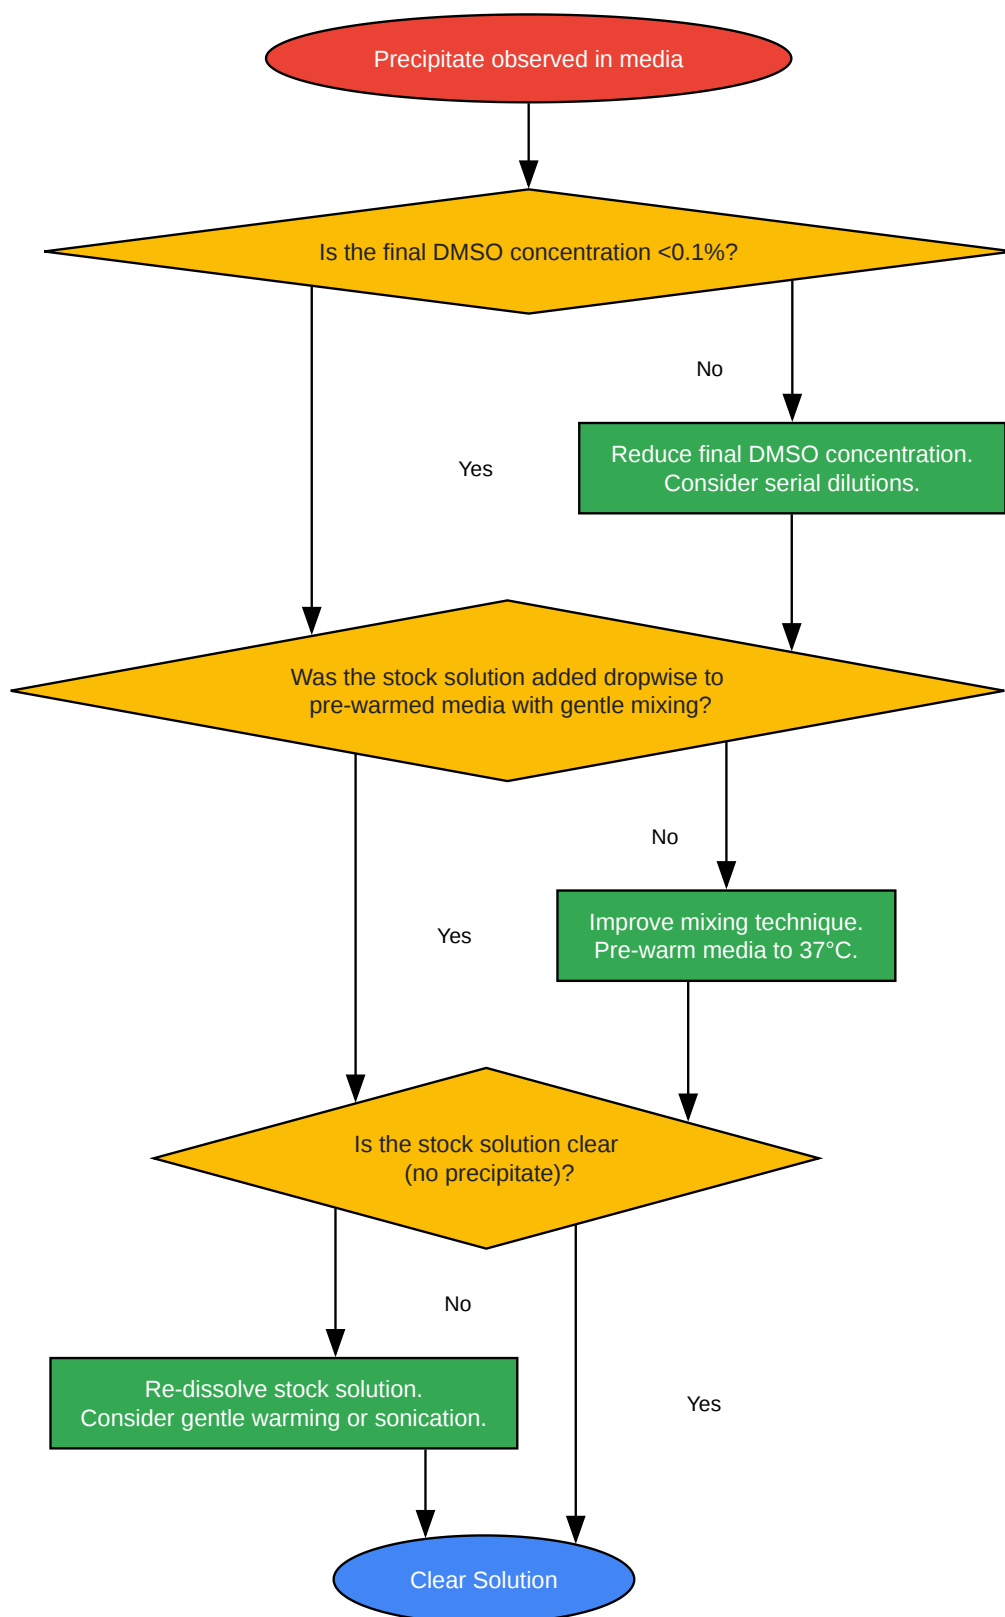 Precipitate observed in media
Is the final DMSO concentration <0.1%?
No
Reduce final DMSO concentration.
Consider serial dilutions.
Yes
Was the stock solution added dropwise to
pre-warmed media with gentle mixing?
No
Improve mixing technique.
Pre-warm media to 37°C.
Yes
Is the stock solution clear
(no precipitate)?
No
Re-dissolve stock solution.
Consider gentle warming or sonication.
Yes
Clear Solution